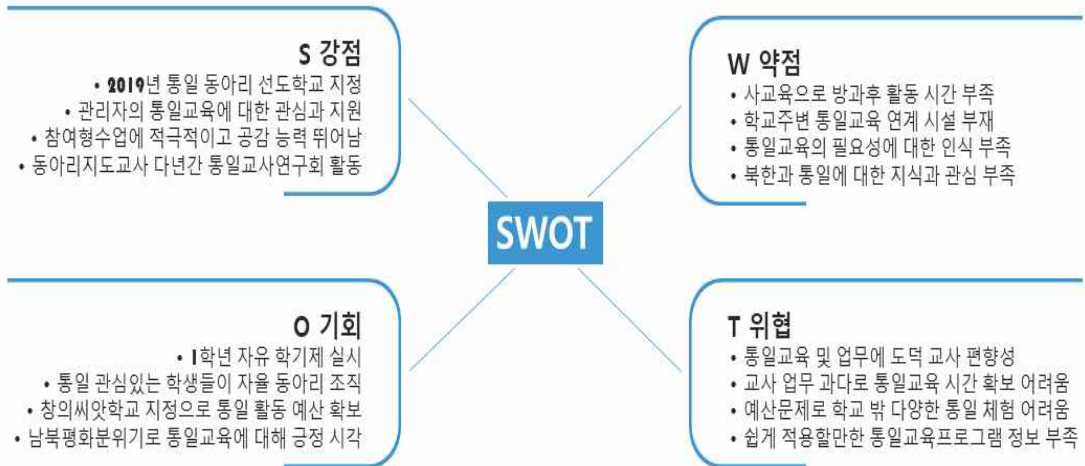 S 강점
• 2019년 통일 동아리 선도학교 지정
• 관리자의 통일교육에 대한 관심과 지원
• 참여형수업에 적극적이고 공감 능력 뛰어남
• 동아리지도교사 다년간 통일교사연구회 활동
W 약점
• 사교육으로 방과후 활동 시간 부족
• 학교주변 통일교육 연계 시설 부재
• 통일교육의 필요성에 대한 인식 부족
• 북한과 통일에 대한 지식과 관심 부족
SWOT
O 기회
• 1학년 자유 학기제 실시
• 통일 관심있는 학생들이 자율 동아리 조직
• 창의씨앗학교 지정으로 통일 활동 예산 확보
• 남북평화분위기로 통일교육에 대해 긍정 시각
T 위협
• 통일교육 및 업무에 도덕 교사 편향성
• 교사 업무 과다로 통일교육 시간 확보 어려움
• 예산문제로 학교 밖 다양한 통일 체험 어려움
• 쉽게 적용할만한 통일교육프로그램 정보 부족